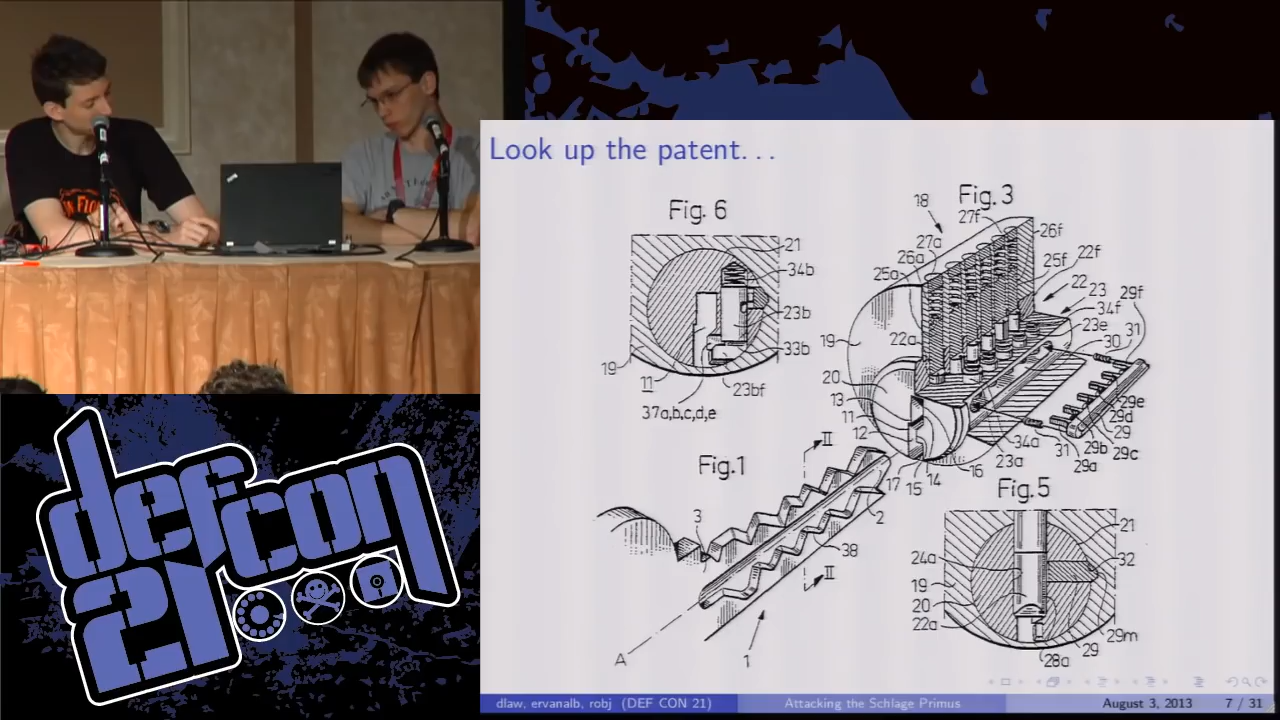 Look up the patent...
Fig. 6
21
34b
23b
33b
19
11
23bf
37a,b,c,d,e
Fig. 3
18
27f
26f
27a
26a
25a
25f
22f
22
23
29f
34f
23e
31
30
19
22a
20
13
11
12
29e
29d
29
29b
29c
31
29a
34a
23a
16
14
15
17
Fig.1
II
3
2
38
II
A
1
Fig.5
21
24a
32
19
20
22a
29m
29
28a
defcon
21
dlaw, ervanalb, robj (DEF CON 21)
Attacking the Schlage Primus
August 3, 2013
7 / 31